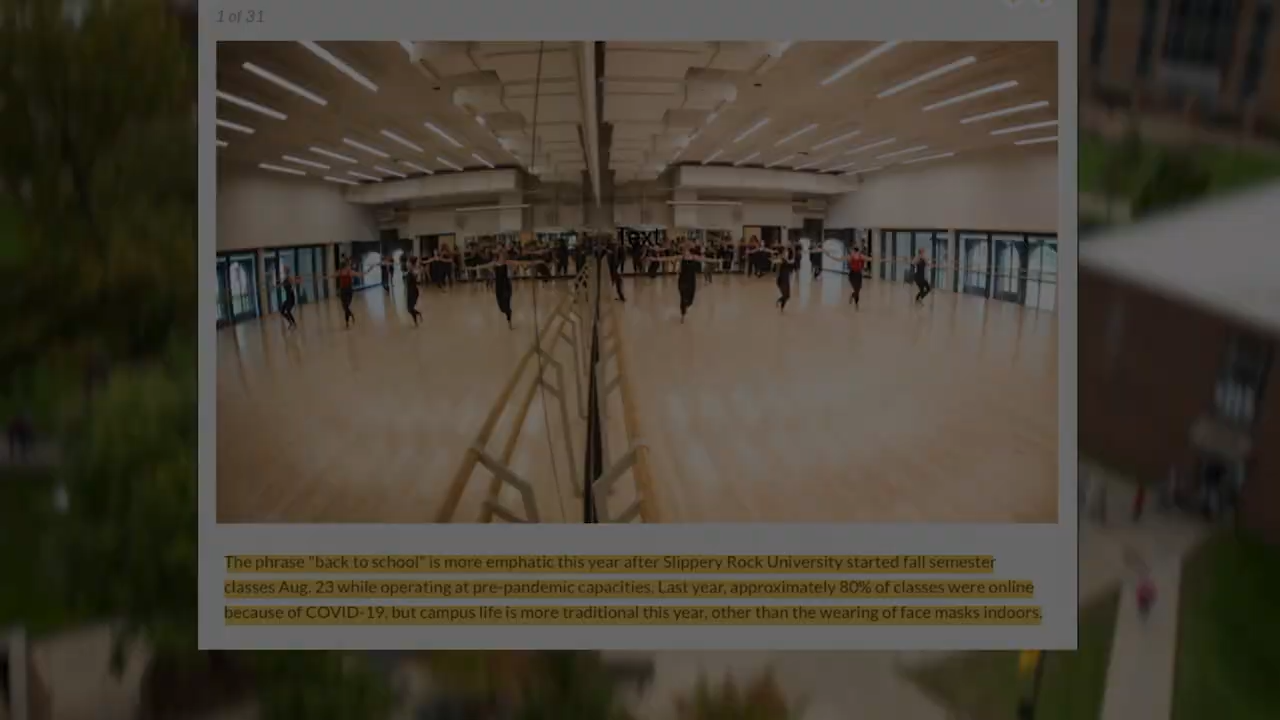 1 of 31
Text
The phrase "back to school" is more emphatic this year after Slippery Rock University started fall semester
classes Aug. 23 while operating at pre-pandemic capacities. Last year, approximately 80% of classes were online
because of COVID-19, but campus life is more traditional this year, other than the wearing of face masks indoors.